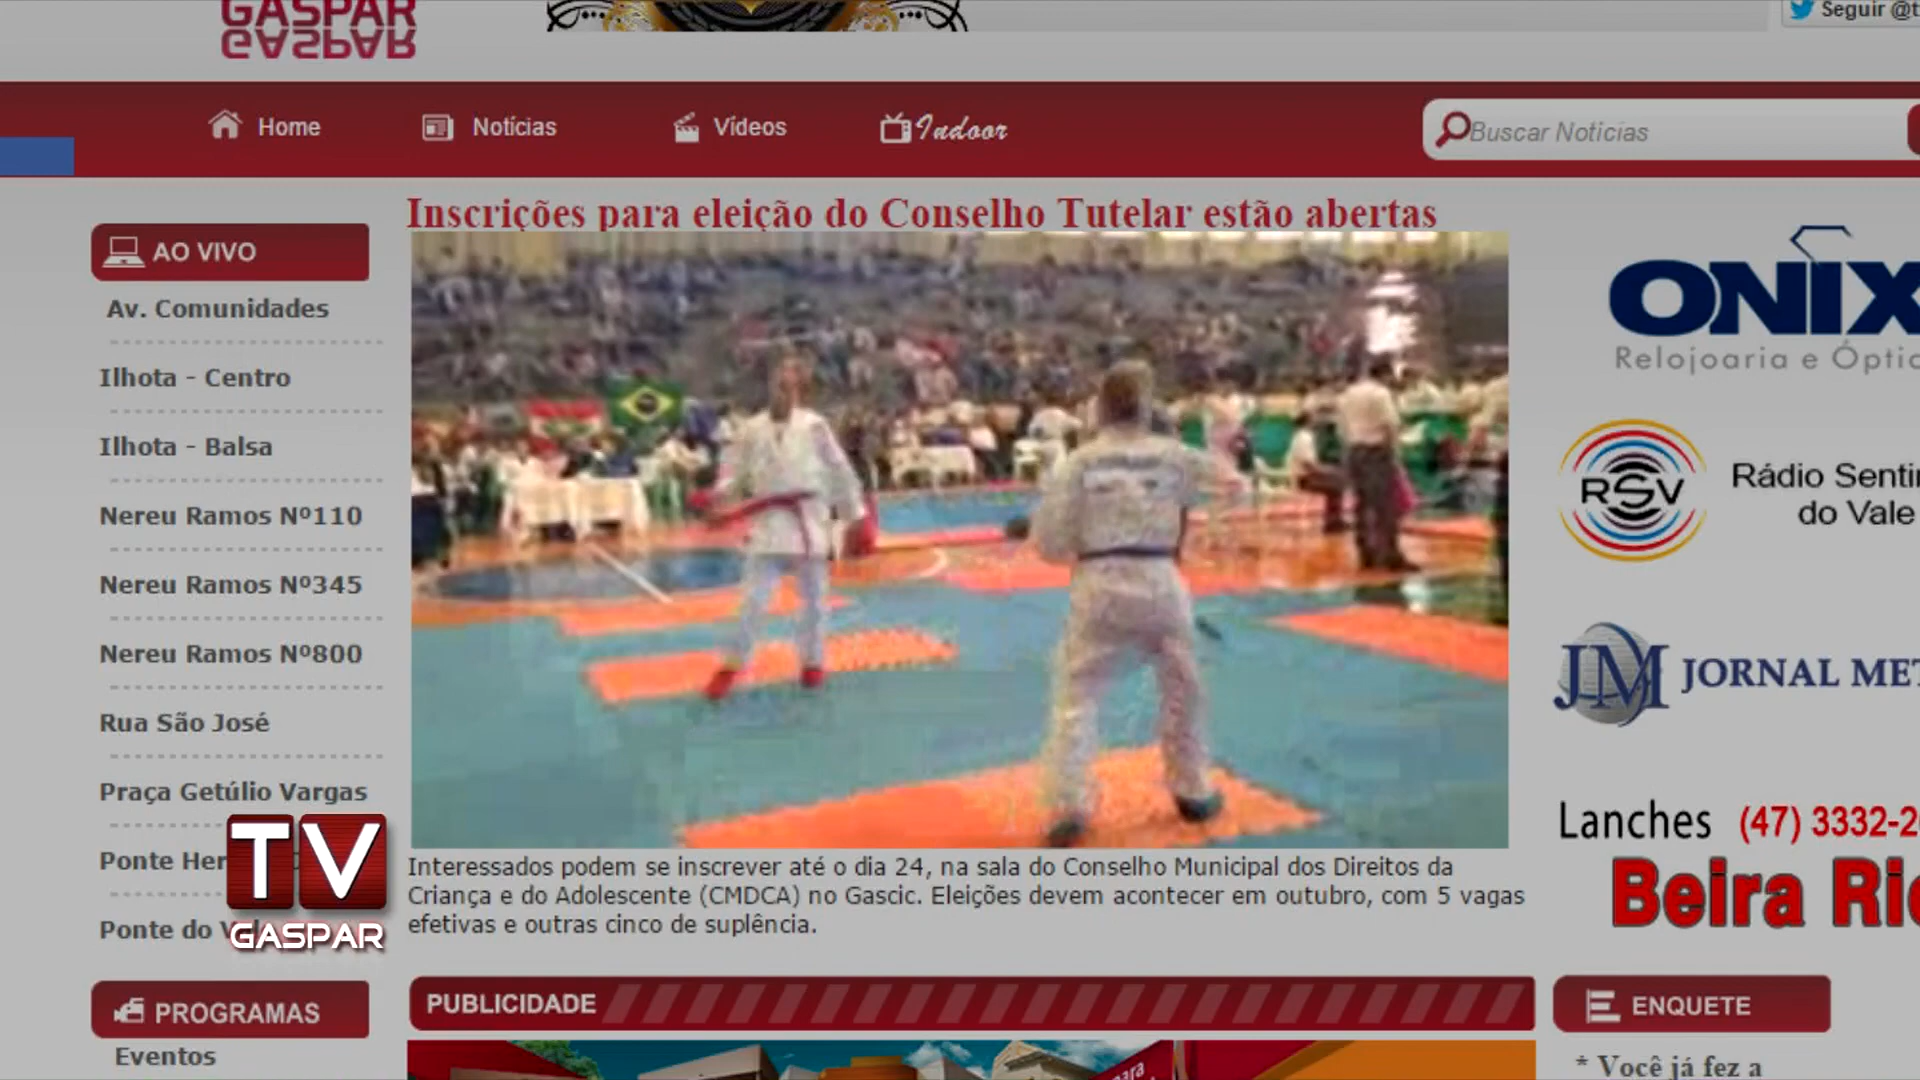 GASPAR
Seguir @t
Home
Notícias
Vídeos
Indoor
Buscar Noticias
Inscrições para eleição do Conselho Tutelar estão abertas
AO VIVO
Av. Comunidades
Ilhota - Centro
Ilhota - Balsa
Nereu Ramos Nº110
Nereu Ramos Nº345
Nereu Ramos Nº800
Rua São José
Praça Getúlio Vargas
Ponte Her
Ponte do V
TV
GASPAR
PROGRAMAS
Eventos
Interessados podem se inscrever até o dia 24, na sala do Conselho Municipal dos Direitos da
Criança e do Adolescente (CMDCA) no Gascic. Eleições devem acontecer em outubro, com 5 vagas
efetivas e outras cinco de suplência.
PUBLICIDADE
ONIX
Relojoaria e Óptic
RSV
Rádio Senti
do Vale
JM JORNAL MET
Lanches (47) 3332-2
Beira Ri
ENQUETE
* Você já fez a